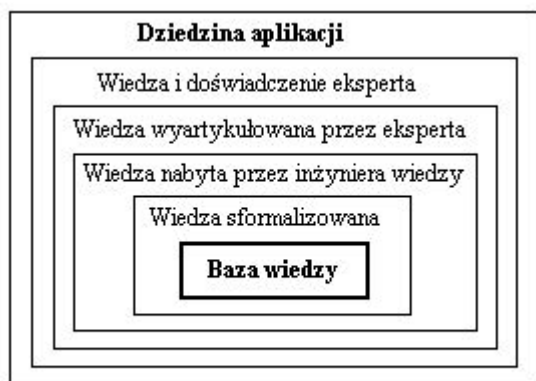 Dziedzina aplikacji
Wiedza i doświadczenie eksperta
Wiedza wyartykułowana przez eksperta
Wiedza nabyta przez inżyniera wiedzy
Wiedza sformalizowana
Baza wiedzy